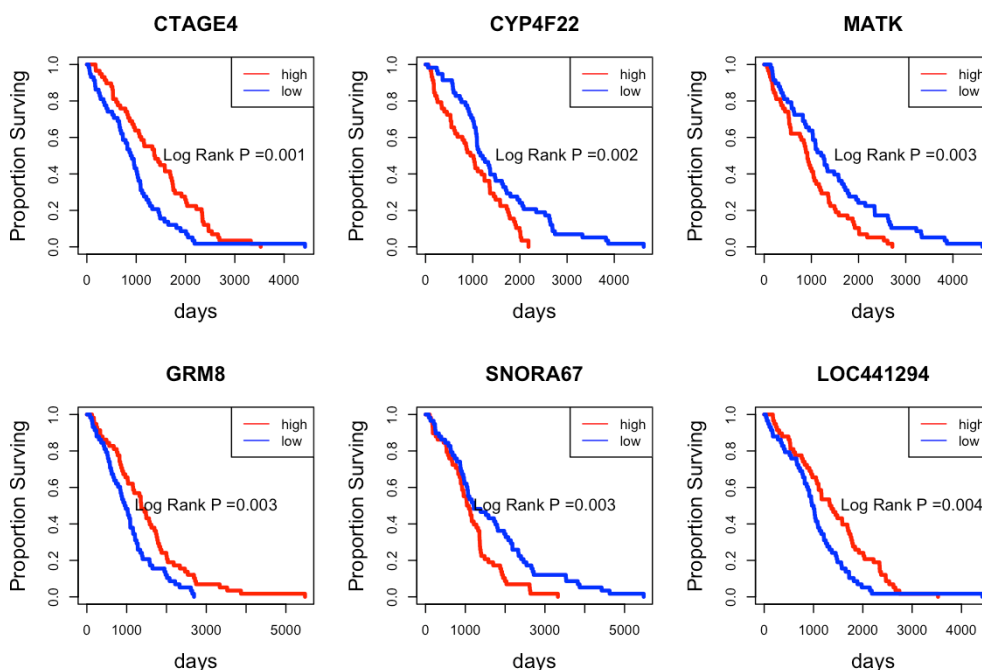 CTAGE4
CYP4F22
MATK
Proportion Surviving
0.0 0.2 0.4 0.6 0.8 1.0
high
low
Log Rank P =0.001
0 1000 2000 3000 4000
days
Proportion Surviving
0.0 0.2 0.4 0.6 0.8 1.0
high
low
Log Rank P =0.002
0 1000 2000 3000 4000
days
Proportion Surviving
0.0 0.2 0.4 0.6 0.8 1.0
high
low
Log Rank P =0.003
0 1000 2000 3000 4000
days
GRM8
SNORA67
LOC441294
Proportion Surviving
0.0 0.2 0.4 0.6 0.8 1.0
high
low
Log Rank P =0.003
0 1000 3000 5000
days
Proportion Surviving
0.0 0.2 0.4 0.6 0.8 1.0
high
low
Log Rank P =0.003
0 1000 3000 5000
days
Proportion Surviving
0.0 0.2 0.4 0.6 0.8 1.0
high
low
Log Rank P =0.004
0 1000 2000 3000 4000
days